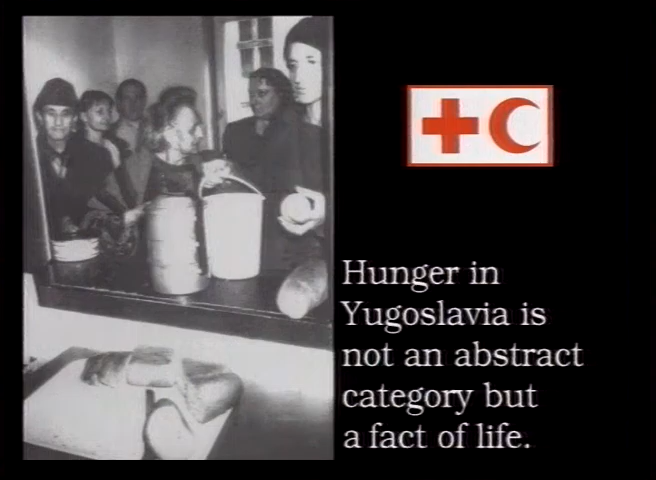 Hunger in
Yugoslavia is
not an abstract
category but
a fact of life.